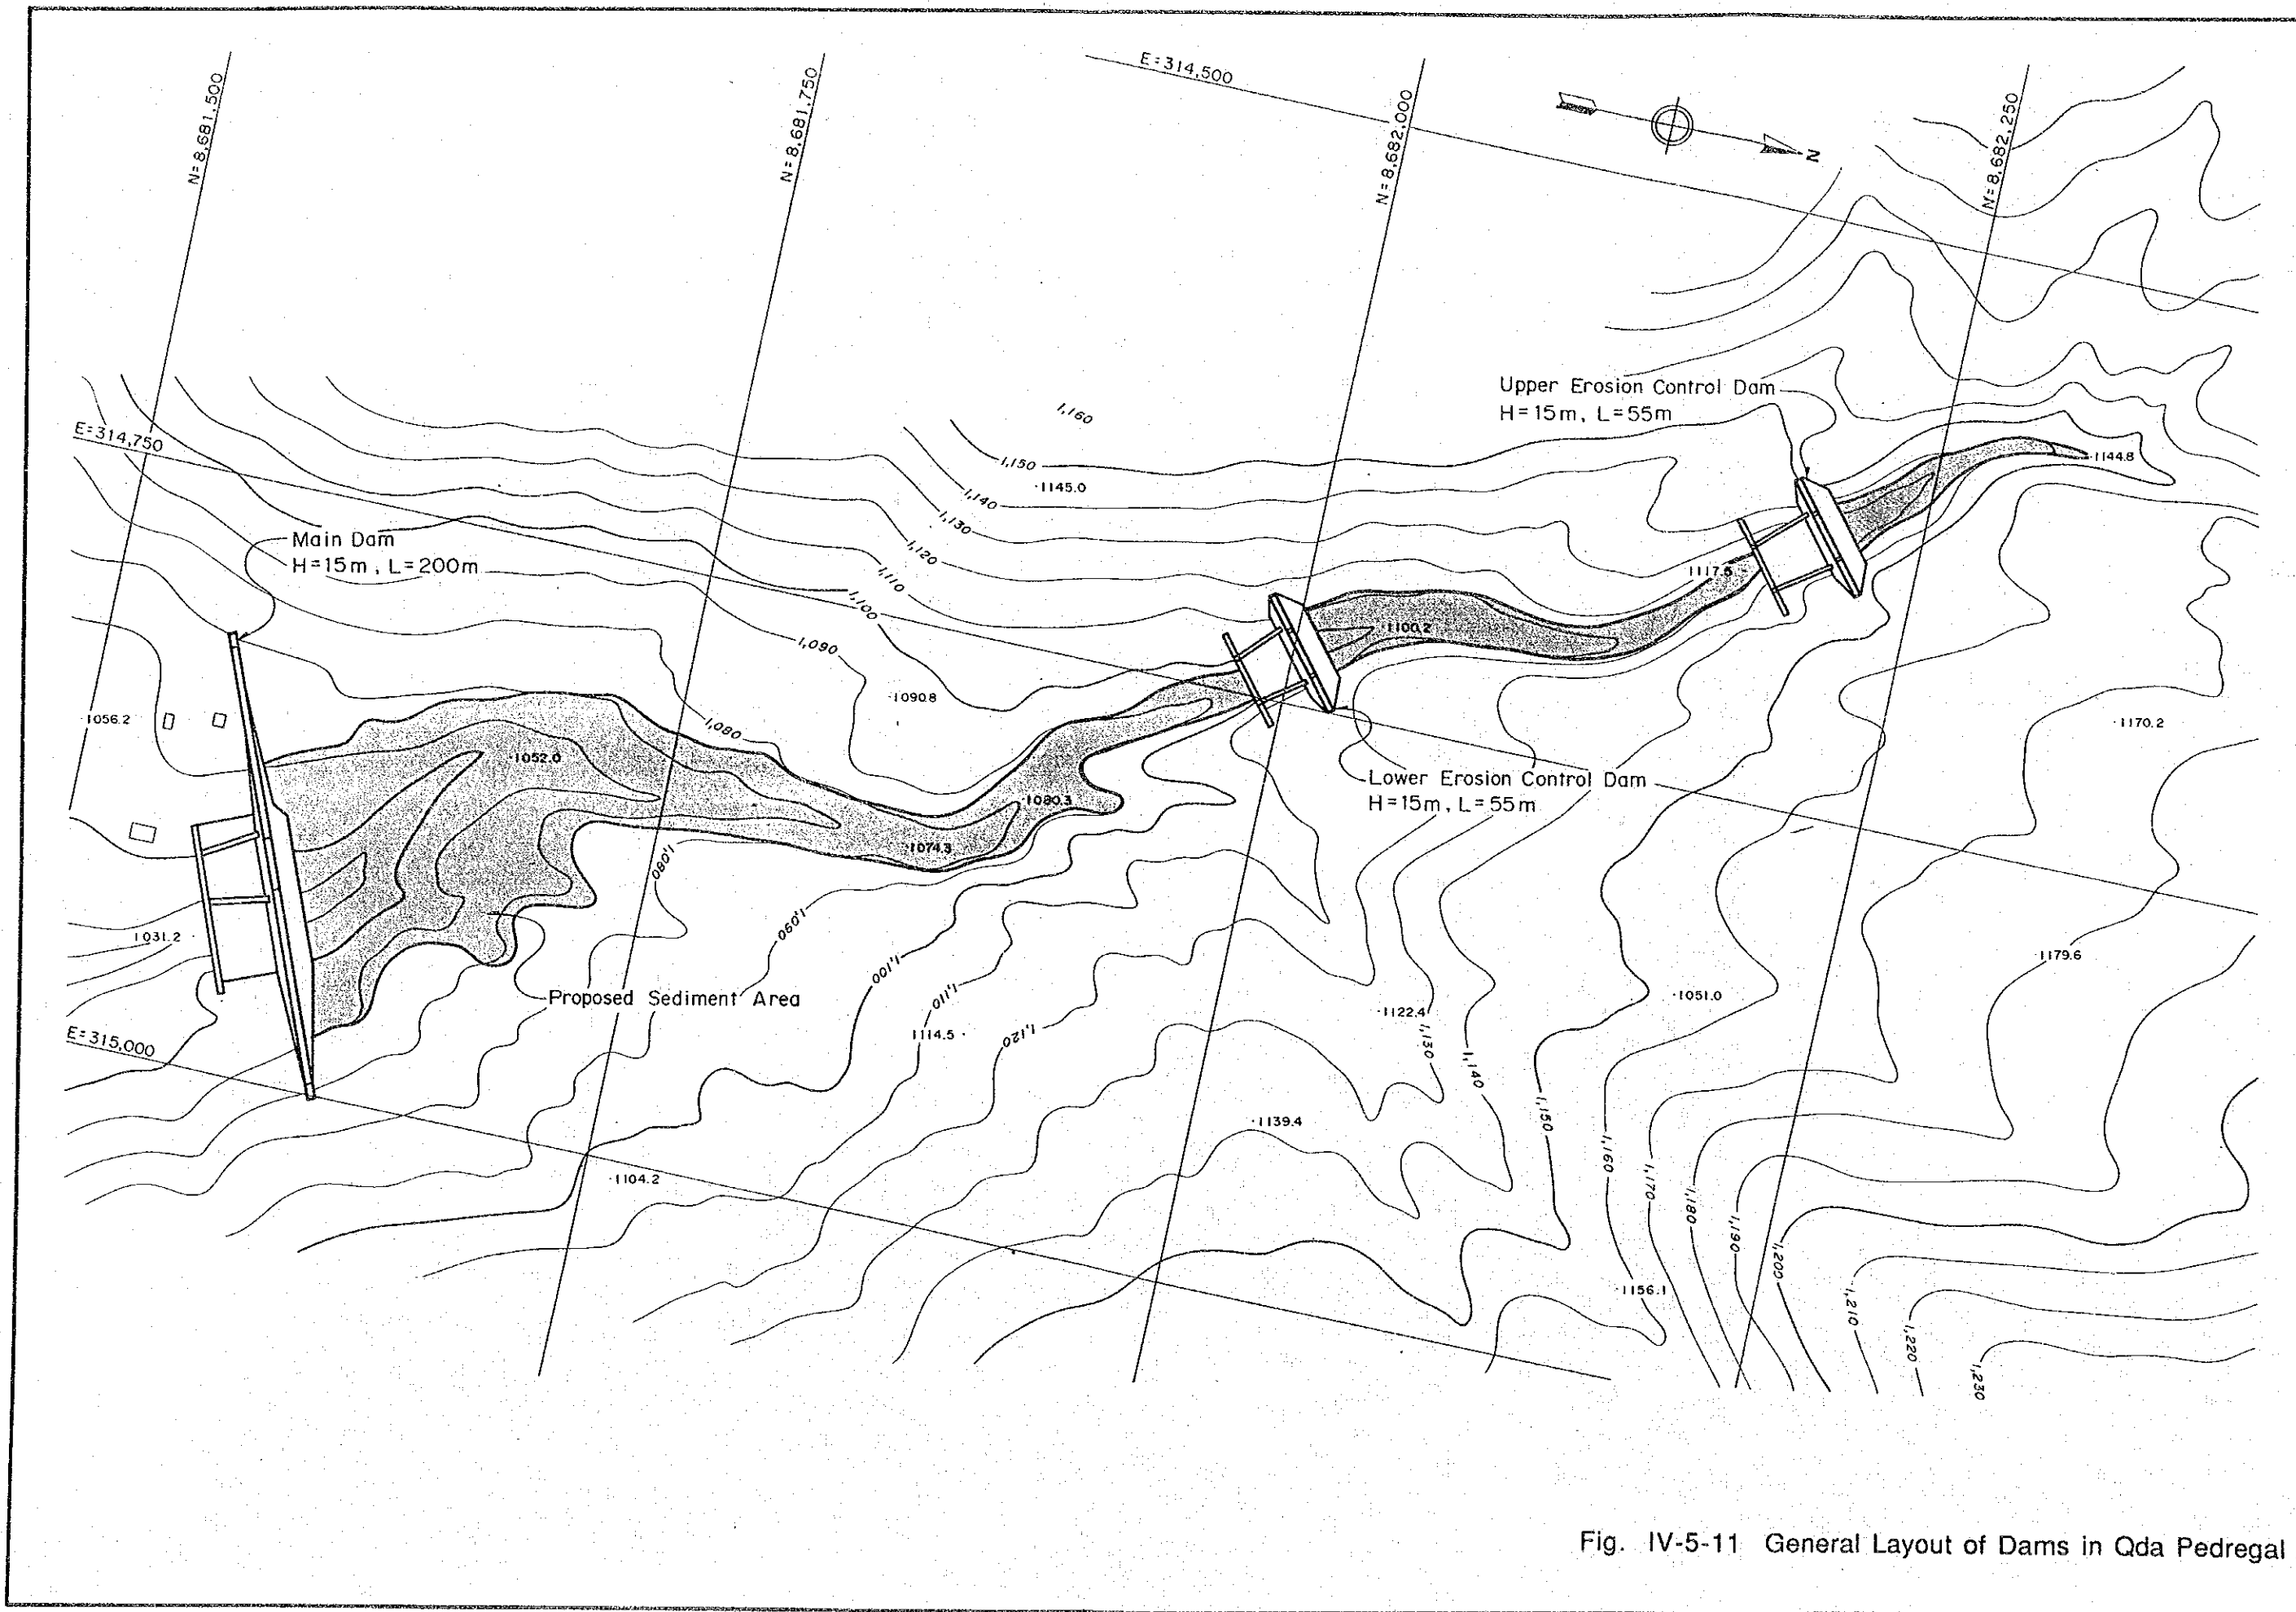 N=8,681,500
N=8,681,750
E=314,500
N=8,682,000
N
N=8,682,250
Upper Erosion Control Dam
H=15m, L=55m
1,160
1,150
·1145.0
1,140
1,130
1,120
1,110
1,100
1,090
E=314,750
Main Dam
H=15m, L=200m
·1144.8
1117.5
·1100.2
·1090.8
·1056.2
1,080
·1052.0
·1170.2
Lower Erosion Control Dam
H=15m, L=55m
·1080.3
·1074.3
1,080
1,090
1,100
1,110
1,120
1031.2
Proposed Sediment Area
1114.5
·1122.4
·1051.0
·1179.6
E=315,000
1,130
1,140
1,150
1,160
1,170
1,180
1,190
1,200
1,210
1,220
1,230
·1139.4
·1104.2
·1156.1
Fig. IV-5-11 General Layout of Dams in Qda Pedregal